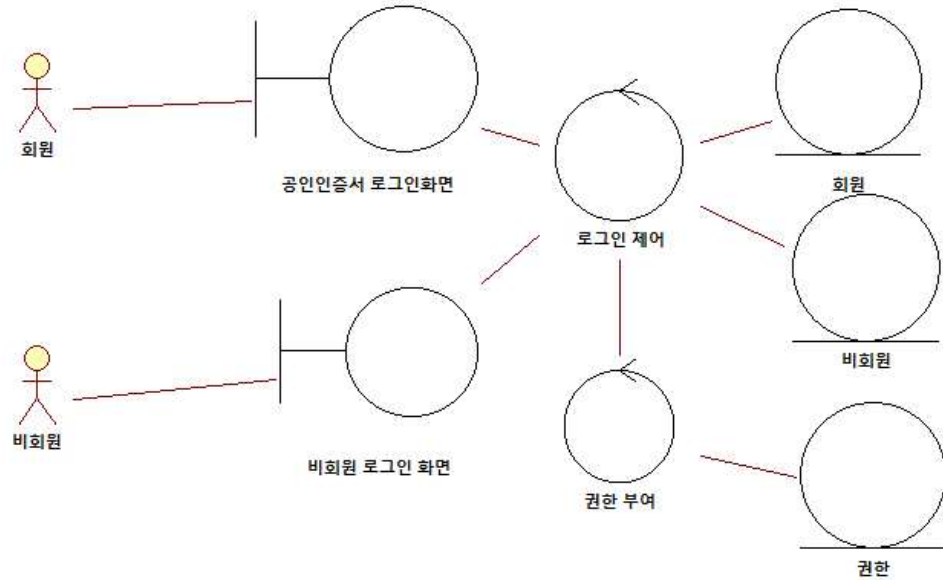 회원
공인인증서 로그인화면
회원
로그인 제어
비회원
비회원
비회원 로그인 화면
권한 부여
권한